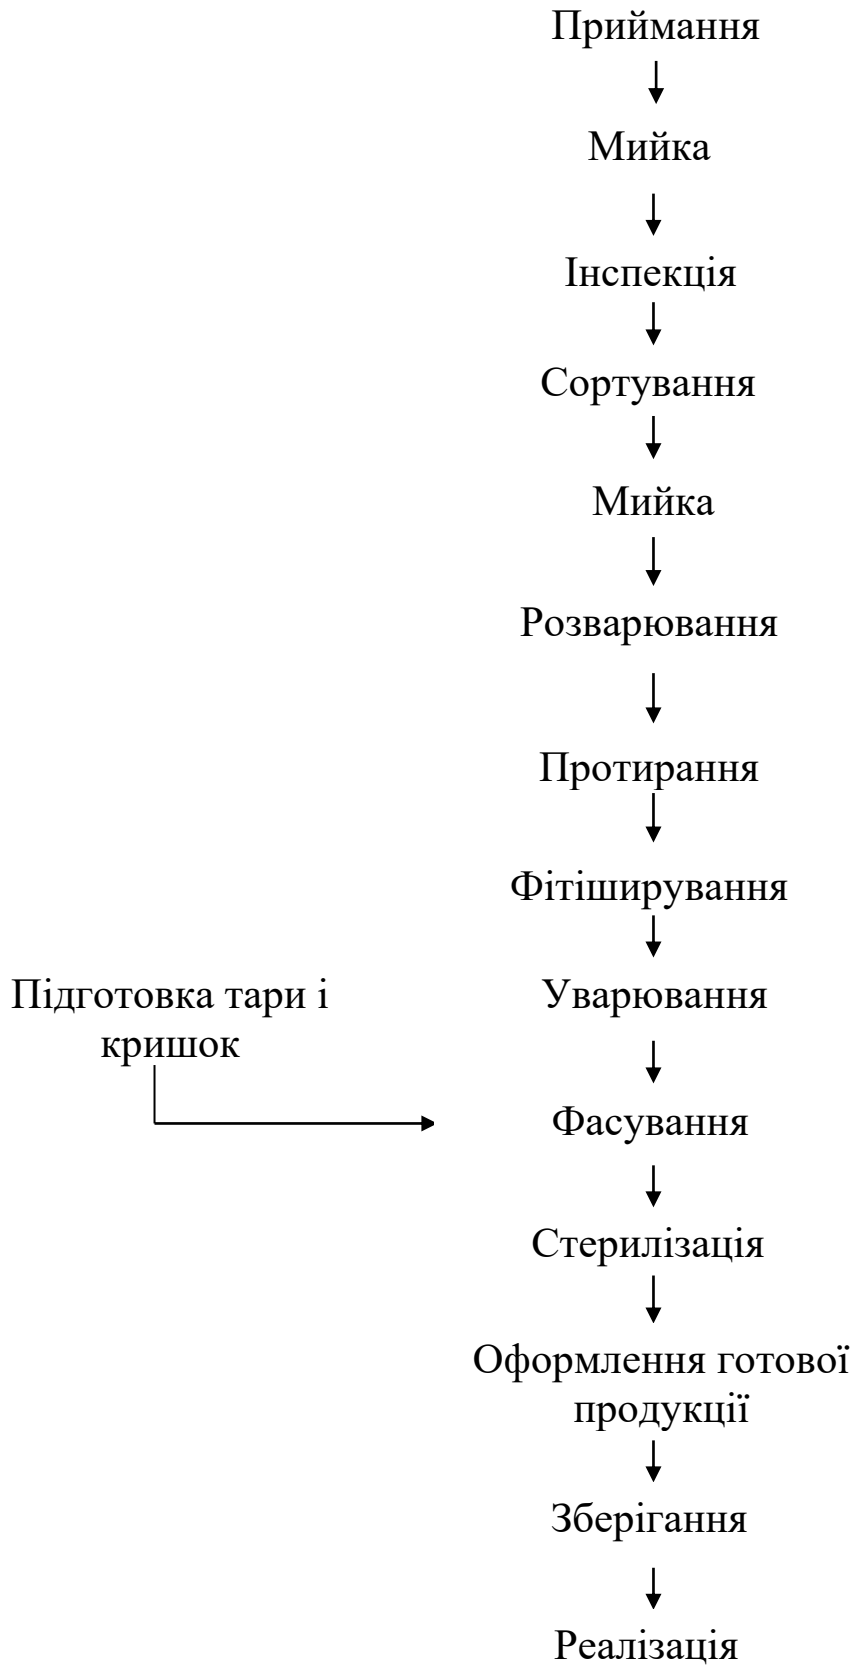 Приймання
Мийка
Інспекція
Сортування
Мийка
Розварювання
Протирання
Фітіширування
Уварювання
Підготовка тари і
кришок
Фасування
Стерилізація
Оформлення готової
продукції
Зберігання
Реалізація